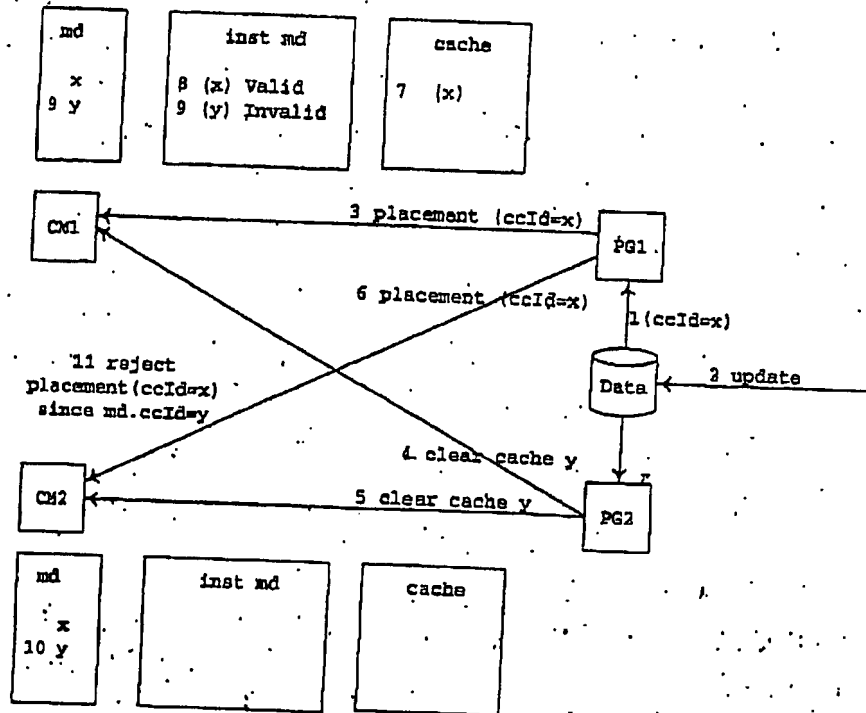 md
x
9 y
inst md
8 (x) Valid
9 (y) Invalid
cache
7 (x)
CM1
3 placement (ccId=x)
PG1
6 placement (ccId=x)
1(ccId=x)
11 reject
placement(ccId=x)
since md.ccId=y
Data
2 update
4 clear cache y
CM2
5 clear cache y
PG2
md
x
10 y
inst md
cache